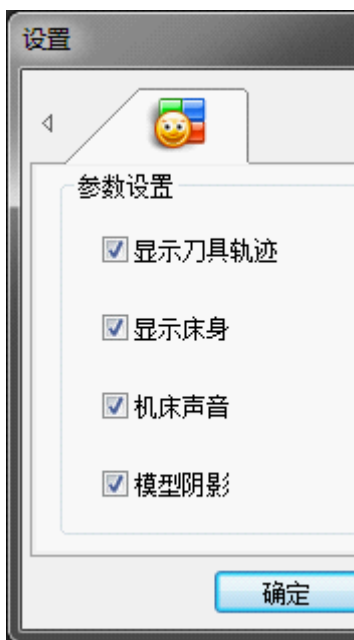 设置
参数设置
显示刀具轨迹
显示床身
机床声音
模型阴影
确定